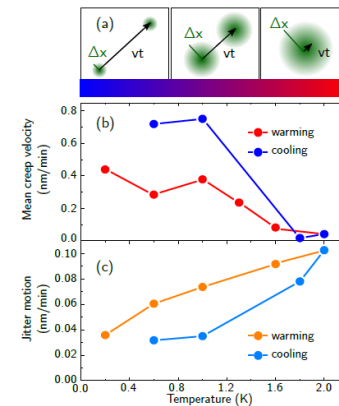 (a)
Δx
vt
Δx
vt
Δx
vt
(b)
Mean creep velocity
(nm/min)
0.8
0.6
0.4
0.2
0.0
warming
cooling
(c)
Jitter motion
(nm/min)
0.10
0.08
0.06
0.04
0.02
0.00
warming
cooling
0.0
0.4
0.8
1.2
1.6
2.0
Temperature (K)